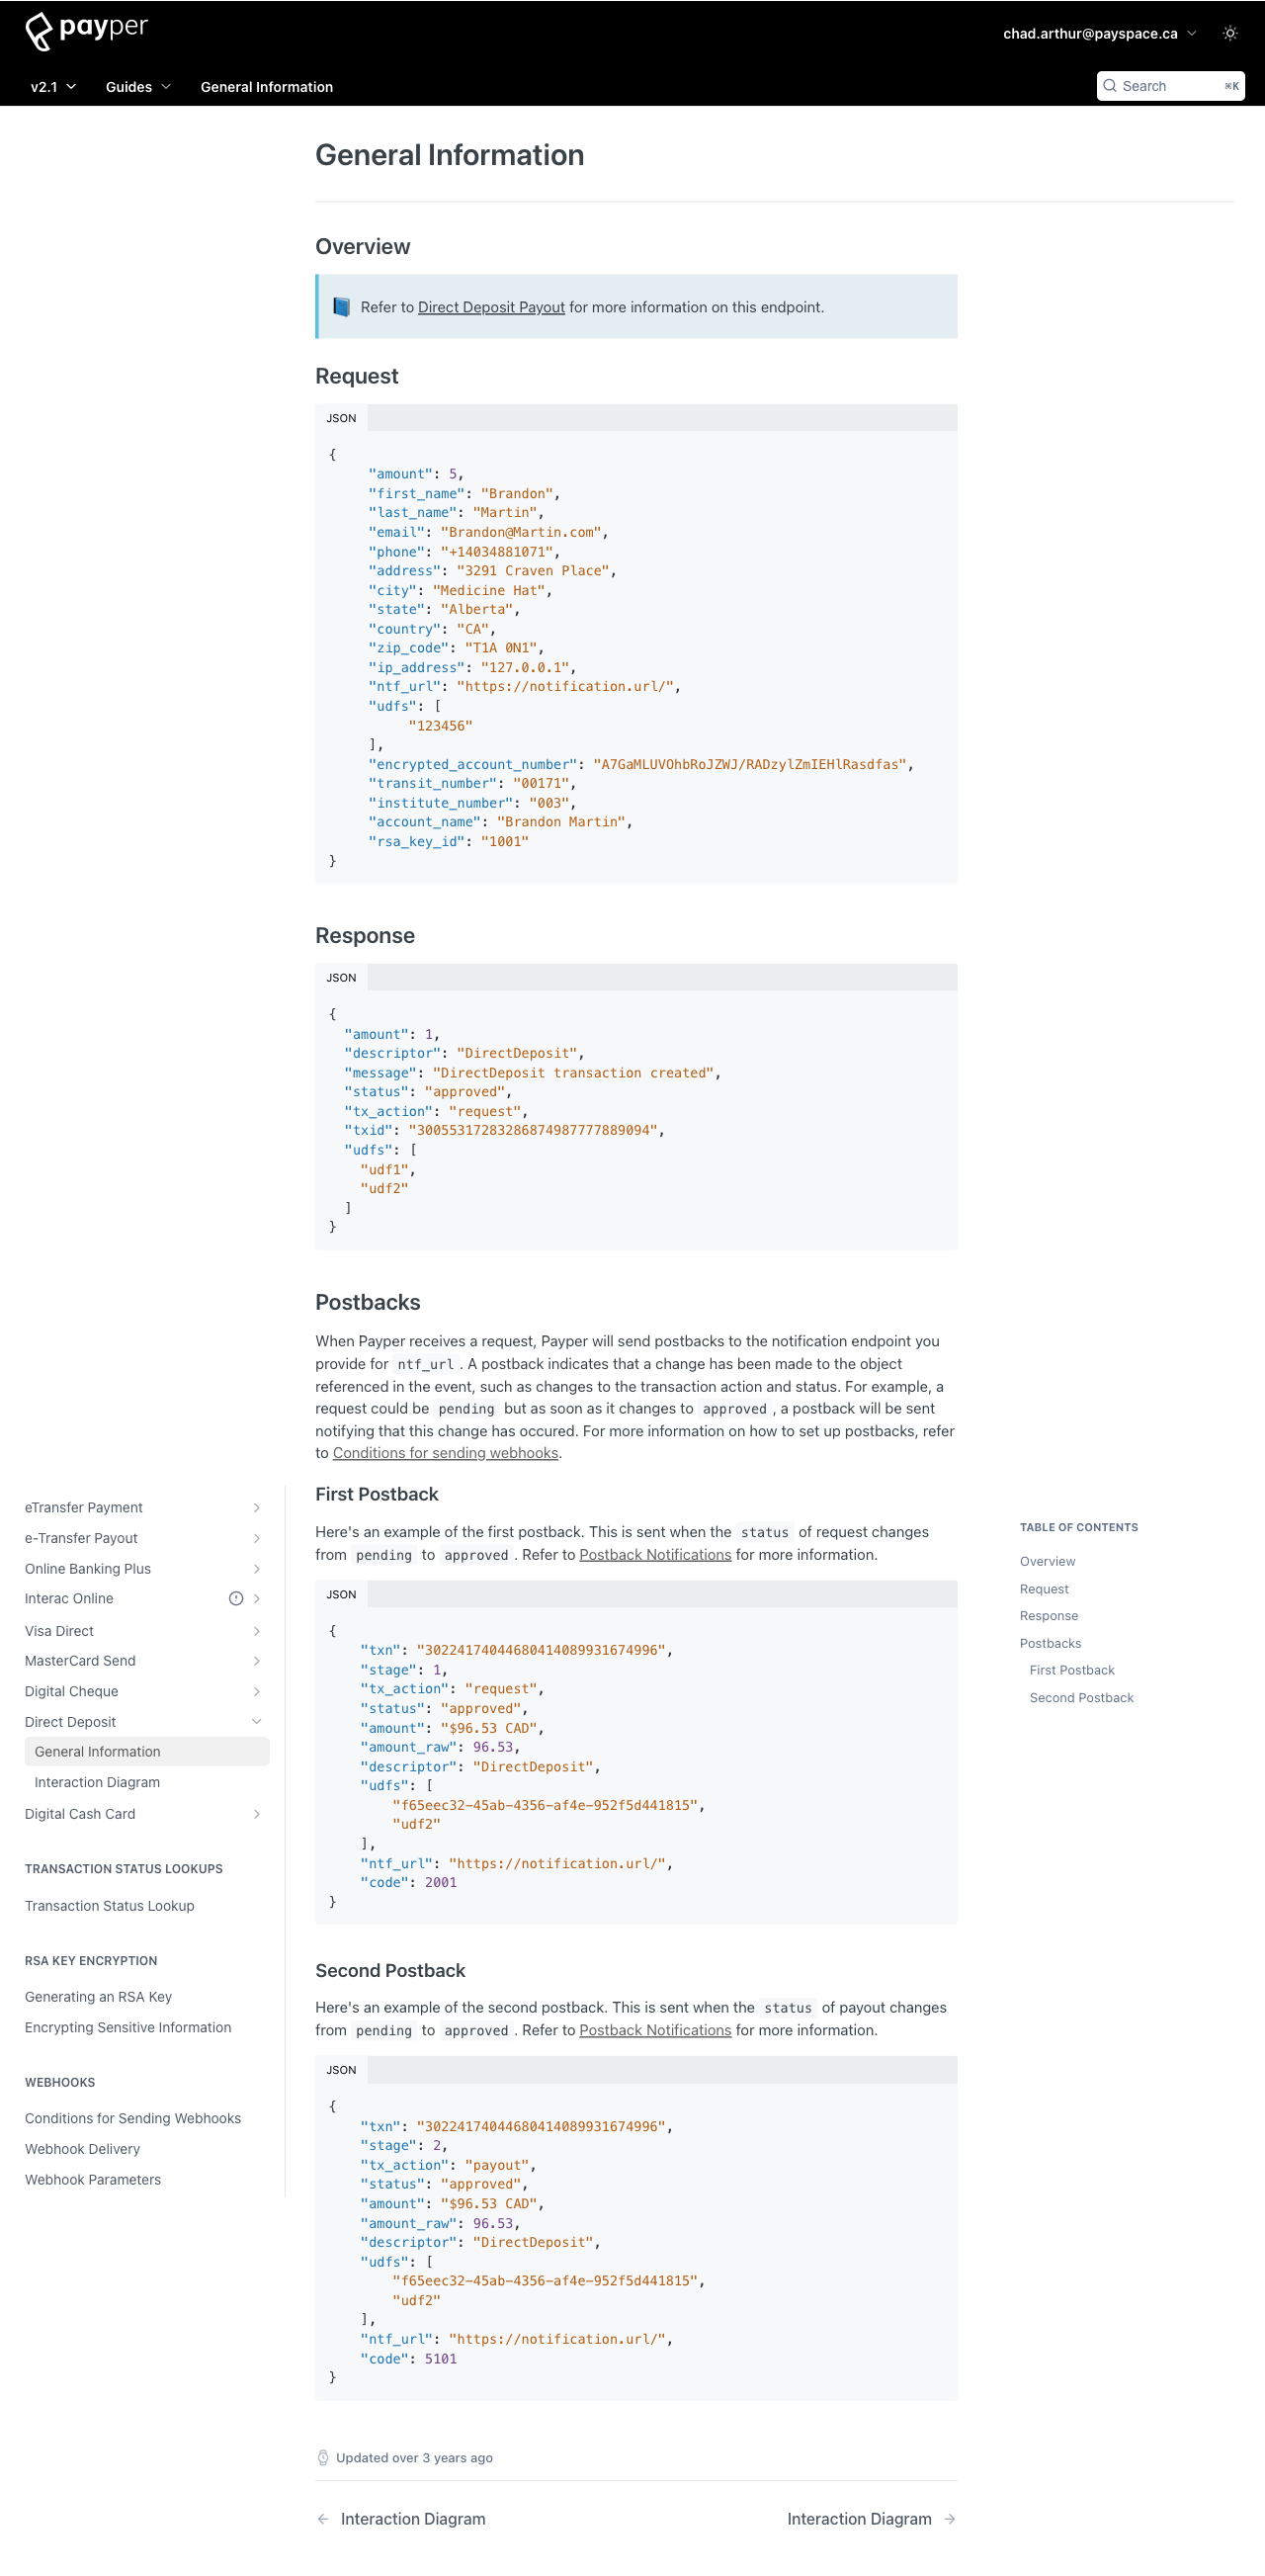 payper
chad.arthur@payspace.ca
v2.1
Guides
General Information
Search
⌘K
General Information
Overview
Refer to Direct Deposit Payout for more information on this endpoint.
Request
JSON
{
"amount": 5,
"first_name": "Brandon",
"last_name": "Martin",
"email": "Brandon@Martin.com",
"phone": "+14034881071",
"address": "3291 Craven Place",
"city": "Medicine Hat",
"state": "Alberta",
"country": "CA",
"zip_code": "T1A 0N1",
"ip_address": "127.0.0.1",
"ntf_url": "https://notification.url/",
"udfs": [
"123456"
],
"encrypted_account_number": "A7GaMLUVOhbRoJZWJ/RADzylZmIEHlRasdfas",
"transit_number": "00171",
"institute_number": "003",
"account_name": "Brandon Martin",
"rsa_key_id": "1001"
}
Response
JSON
{
"amount": 1,
"descriptor": "DirectDeposit",
"message": "DirectDeposit transaction created",
"status": "approved",
"tx_action": "request",
"txid": "30055317283286874987777889094",
"udfs": [
"udf1",
"udf2"
]
}
Postbacks
When Payper receives a request, Payper will send postbacks to the notification endpoint you
provide for ntf_url. A postback indicates that a change has been made to the object
referenced in the event, such as changes to the transaction action and status. For example, a
request could be pending but as soon as it changes to approved, a postback will be sent
notifying that this change has occured. For more information on how to set up postbacks, refer
to Conditions for sending webhooks.
First Postback
Here's an example of the first postback. This is sent when the status of request changes
from pending to approved. Refer to Postback Notifications for more information.
JSON
{
"txn": "30224174044680414089931674996",
"stage": 1,
"tx_action": "request",
"status": "approved",
"amount": "$96.53 CAD",
"amount_raw": 96.53,
"descriptor": "DirectDeposit",
"udfs": [
"f65eec32-45ab-4356-af4e-952f5d441815",
"udf2"
],
"ntf_url": "https://notification.url/",
"code": 2001
}
Second Postback
Here's an example of the second postback. This is sent when the status of payout changes
from pending to approved. Refer to Postback Notifications for more information.
JSON
{
"txn": "30224174044680414089931674996",
"stage": 2,
"tx_action": "payout",
"status": "approved",
"amount": "$96.53 CAD",
"amount_raw": 96.53,
"descriptor": "DirectDeposit",
"udfs": [
"f65eec32-45ab-4356-af4e-952f5d441815",
"udf2"
],
"ntf_url": "https://notification.url/",
"code": 5101
}
Updated over 3 years ago
Interaction Diagram
Interaction Diagram
eTransfer Payment
e-Transfer Payout
Online Banking Plus
Interac Online
Visa Direct
MasterCard Send
Digital Cheque
Direct Deposit
General Information
Interaction Diagram
Digital Cash Card
TRANSACTION STATUS LOOKUPS
Transaction Status Lookup
RSA KEY ENCRYPTION
Generating an RSA Key
Encrypting Sensitive Information
WEBHOOKS
Conditions for Sending Webhooks
Webhook Delivery
Webhook Parameters
TABLE OF CONTENTS
Overview
Request
Response
Postbacks
First Postback
Second Postback